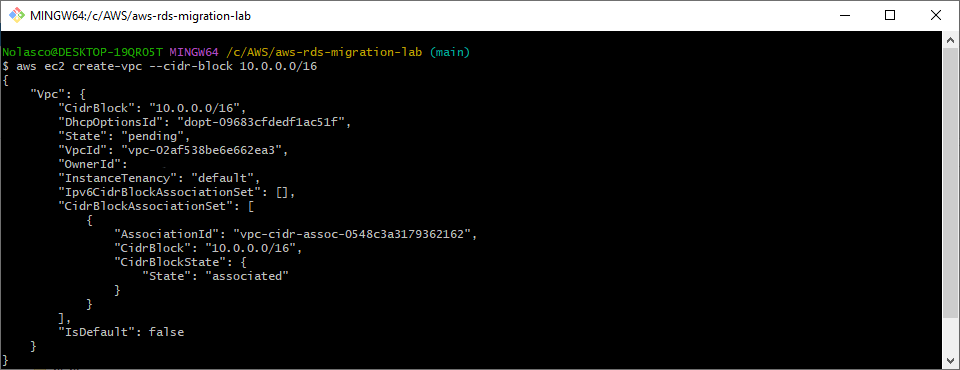 MINGW64:/c/AWS/aws-rds-migration-lab
Nolasco@DESKTOP-19QRO5T MINGW64 /c/AWS/aws-rds-migration-lab (main)
$ aws ec2 create-vpc --cidr-block 10.0.0.0/16
{
    "Vpc": {
        "CidrBlock": "10.0.0.0/16",
        "DhcpOptionsId": "dopt-09683cfdedf1ac51f",
        "State": "pending",
        "VpcId": "vpc-02af538be6e662ea3",
        "OwnerId":
        "InstanceTenancy": "default",
        "Ipv6CidrBlockAssociationSet": [],
        "CidrBlockAssociationSet": [
            {
                "AssociationId": "vpc-cidr-assoc-0548c3a3179362162",
                "CidrBlock": "10.0.0.0/16",
                "CidrBlockState": {
                    "State": "associated"
                }
            }
        ],
        "IsDefault": false
    }
}